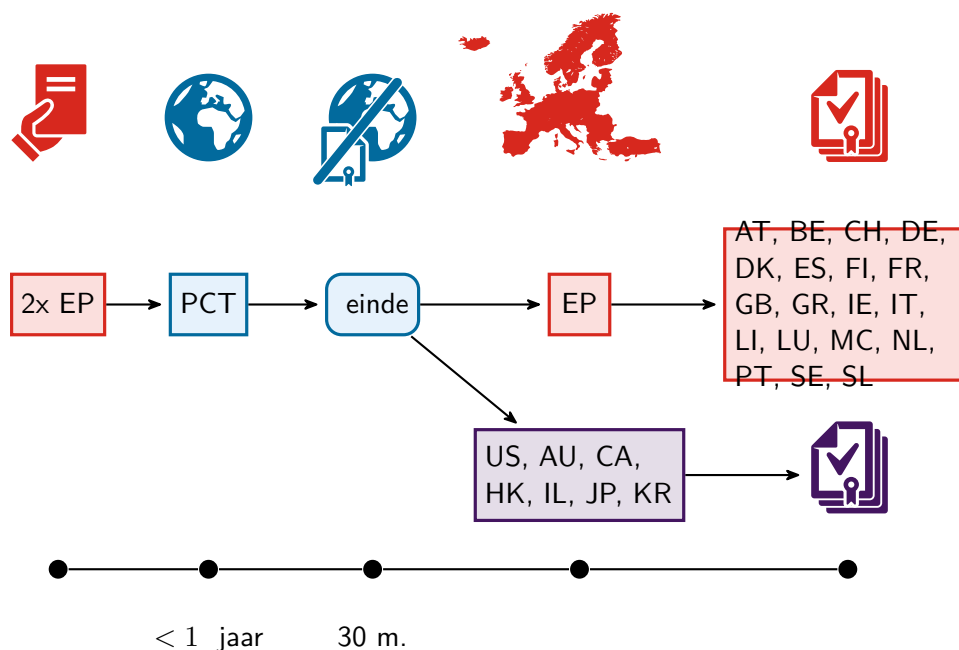 2x EP
PCT
einde
EP
AT, BE, CH, DE,
DK, ES, FI, FR,
GB, GR, IE, IT,
LI, LU, MC, NL,
PT, SE, SL
US, AU, CA,
HK, IL, JP, KR
< 1 jaar
30 m.